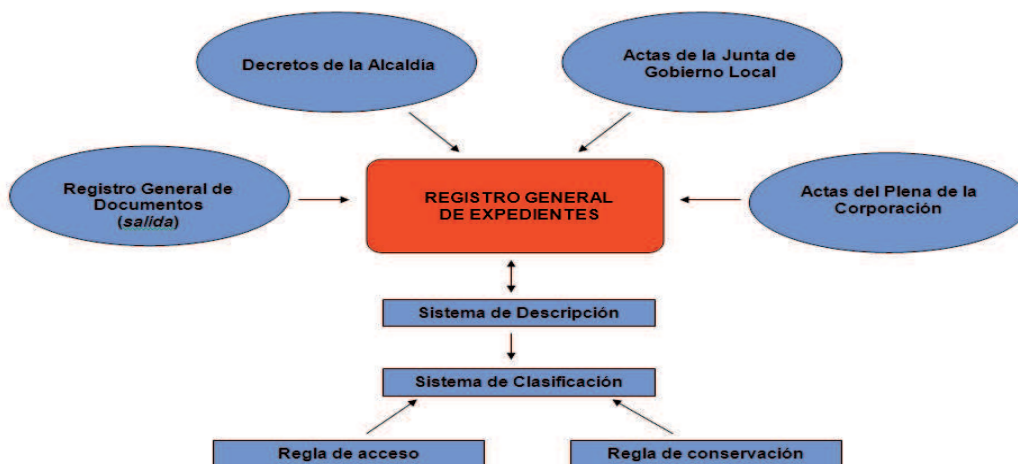 Decretos de la Alcaldía
Actas de la Junta de
Gobierno Local
Registro General de
Documentos
(salida)
REGISTRO GENERAL
DE EXPEDIENTES
Actas del Plena de la
Corporación
Sistema de Descripción
Sistema de Clasificación
Regla de acceso
Regla de conservación